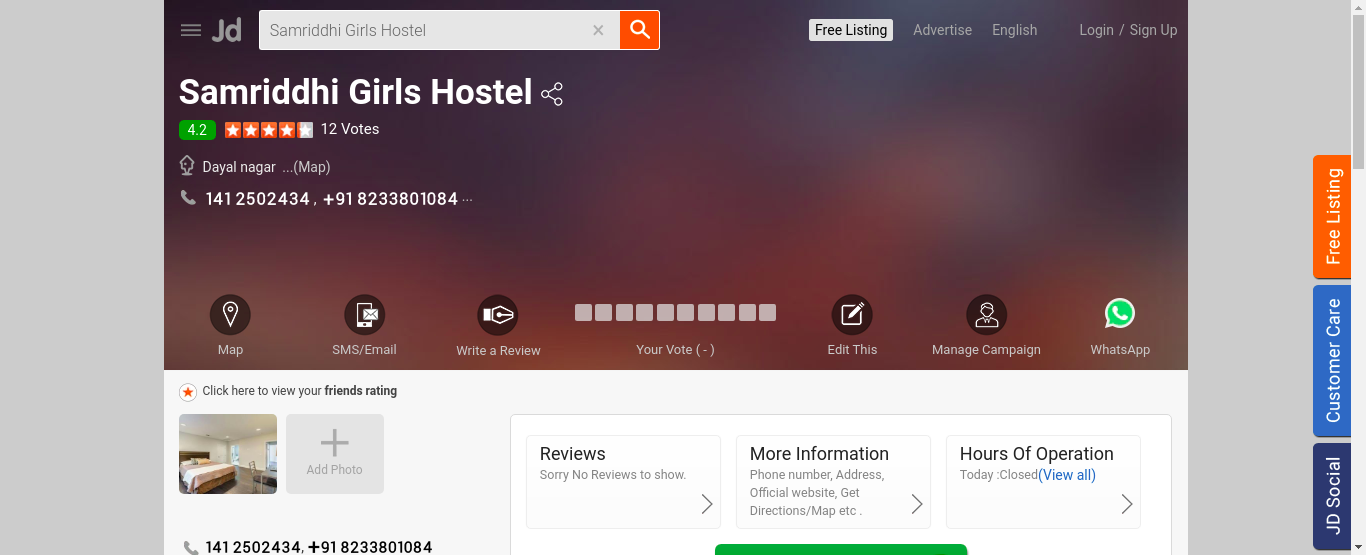 Jd
Samriddhi Girls Hostel ×
Free Listing
Advertise
English
Login / Sign Up
Samriddhi Girls Hostel
4.2
12 Votes
Dayal nagar ...(Map)
141 2502434 , +91 8233801084 ...
Map
SMS/Email
Write a Review
Your Vote ( - )
Edit This
Manage Campaign
WhatsApp
Click here to view your friends rating
Add Photo
Reviews
Sorry No Reviews to show.
More Information
Phone number, Address,
Official website, Get
Directions/Map etc .
Hours Of Operation
Today :Closed(View all)
141 2502434, +91 8233801084
Free Listing
Customer Care
JD Social